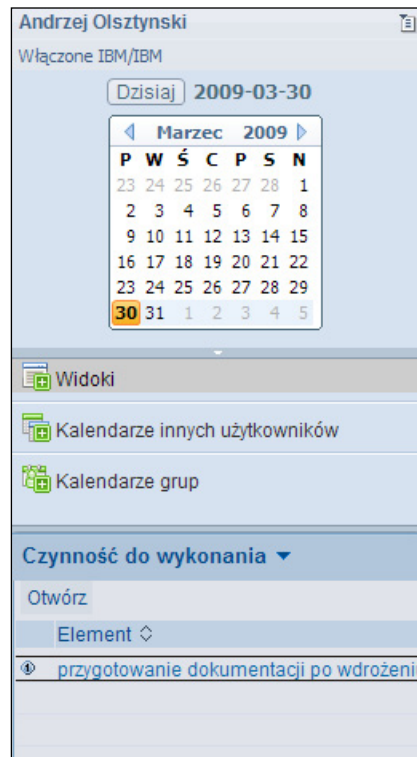 Andrzej Olsztynski
Włączone IBM/IBM
Dzisiaj 2009-03-30
Marzec 2009
P W Ś C P S N
23 24 25 26 27 28 1
2 3 4 5 6 7 8
9 10 11 12 13 14 15
16 17 18 19 20 21 22
23 24 25 26 27 28 29
30 31 1 2 3 4 5
Widoki
Kalendarze innych użytkowników
Kalendarze grup
Czynność do wykonania
Otwórz
Element
przygotowanie dokumentacji po wdrożeni